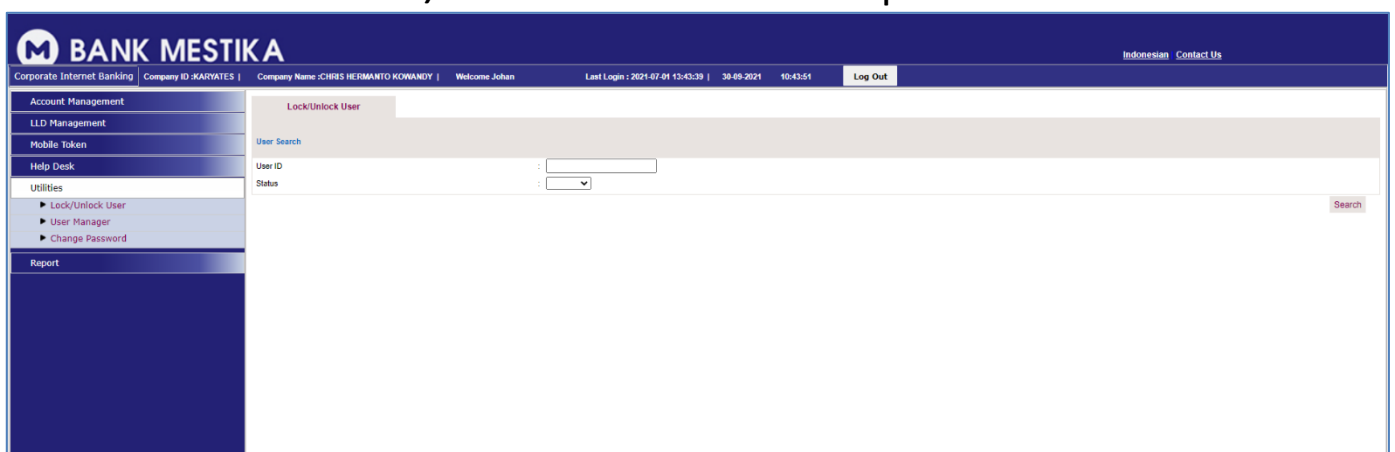 M BANK MESTIKA
Indonesian Contact Us
Corporate Internet Banking Company ID :KARYATES | Company Name :CHRIS HERMANTO KOWANDY | Welcome Johan Last Login : 2021-07-01 13:43:39 | 30-09-2021 10:43:51 Log Out
Account Management
LLD Management
Mobile Token
Help Desk
Utilities
Lock/Unlock User
User Manager
Change Password
Report
Lock/Unlock User
User Search
User ID :
Status :
Search